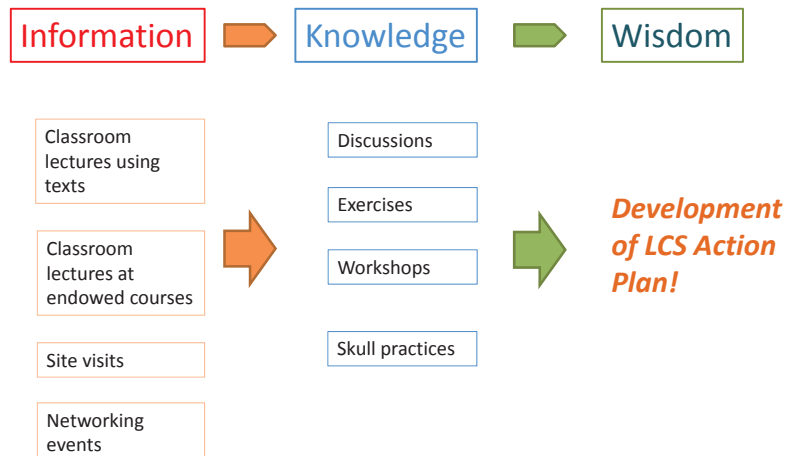 Information
Knowledge
Wisdom
Classroom
lectures using
texts
Classroom
lectures at
endowed courses
Site visits
Networking
events
Discussions
Exercises
Workshops
Skull practices
Development
of LCS Action
Plan!